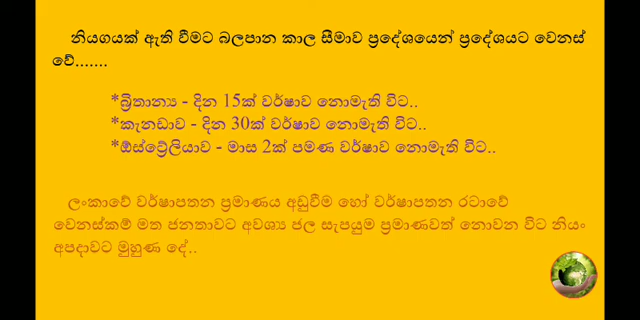 නියගයක් ඇති වීමට බලපාන කාල සීමාව ප්‍රදේශයෙන් ප්‍රදේශයට වෙනස්
වේ.......
*බ්‍රිතාන්‍ය - දින 15ක් වර්ෂාව නොමැති විට..
*කැනඩාව - දින 30ක් වර්ෂාව නොමැති විට..
*ඕස්ට්‍රේලියාව - මාස 2ක් පමණ වර්ෂාව නොමැති විට..
ලංකාවේ වර්ෂාපතන ප්‍රමාණය අඩුවීම හෝ වර්ෂාපතන රටාවේ
වෙනස්කම් මත ජනතාවට අවශ්‍ය ජල සැපයුම ප්‍රමාණවත් නොවන විට නියං
අපදාවට මුහුණ දේ..